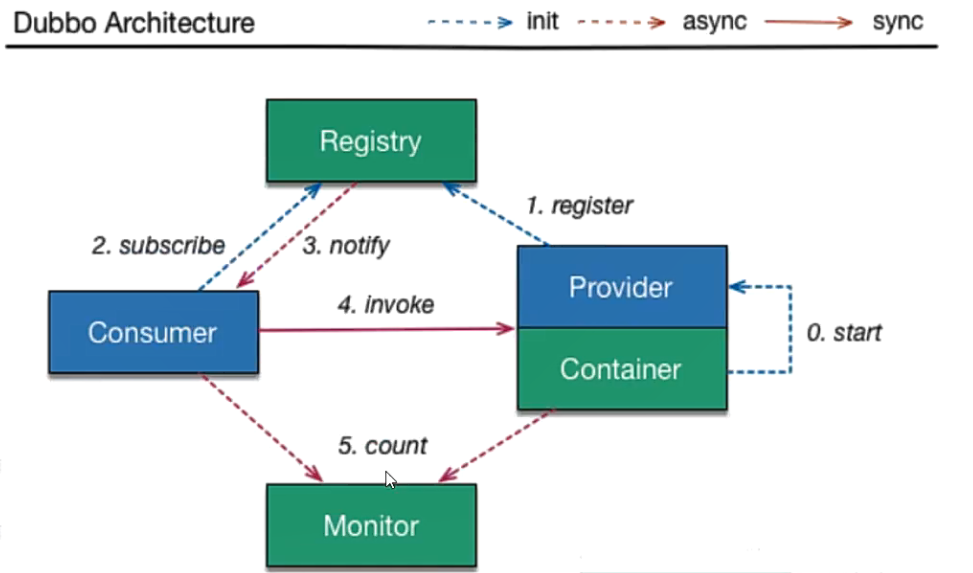 Dubbo Architecture
init
async
sync
Registry
1. register
2. subscribe
3. notify
Provider
4. invoke
Consumer
0. start
Container
5. count
Monitor